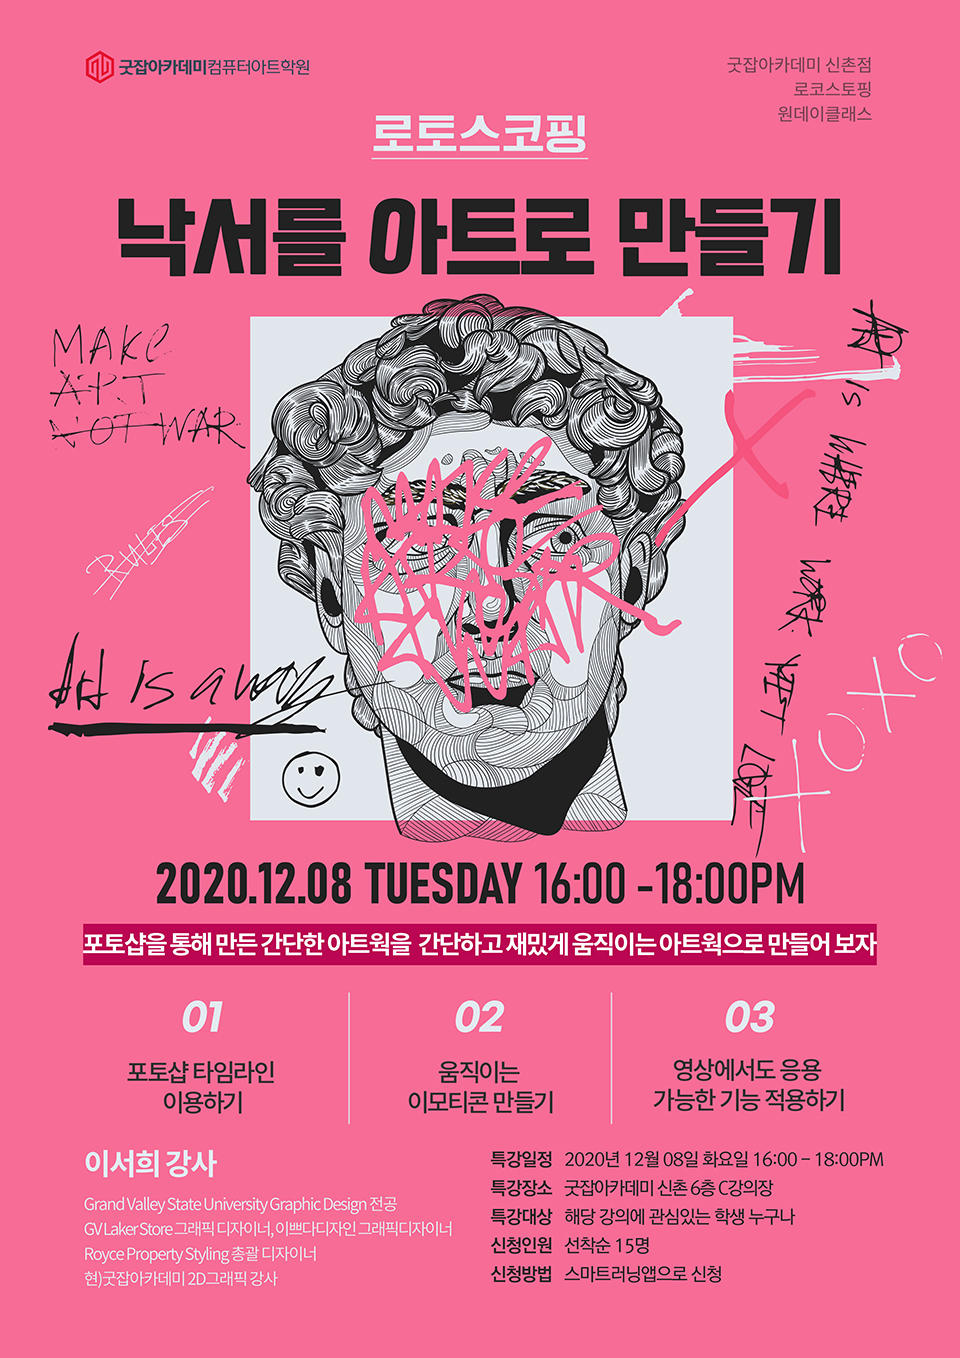 굿잡아카데미컴퓨터아트학원
굿잡아카데미 신촌점
로코스토핑
원데이클래스
로토스코핑
낙서를 아트로 만들기
MAKE
ART
NOT WAR
ART IS WHERE WORK MEET LOVE
RULES
Art is a work
MAKE
ART
WAR
X
XOXO
2020.12.08 TUESDAY 16:00 -18:00PM
포토샵을 통해 만든 간단한 아트웍을 간단하고 재밌게 움직이는 아트웍으로 만들어 보자
01
포토샵 타임라인
이용하기
02
움직이는
이모티콘 만들기
03
영상에서도 응용
가능한 기능 적용하기
이서희 강사
Grand Valley State University Graphic Design 전공
GV Laker Store 그래픽 디자이너, 이쁘다디자인 그래픽디자이너
Royce Property Styling 총괄 디자이너
현)굿잡아카데미 2D그래픽 강사
특강일정 2020년 12월 08일 화요일 16:00 – 18:00PM
특강장소 굿잡아카데미 신촌 6층 C강의장
특강대상 해당 강의에 관심있는 학생 누구나
신청인원 선착순 15명
신청방법 스마트러닝앱으로 신청